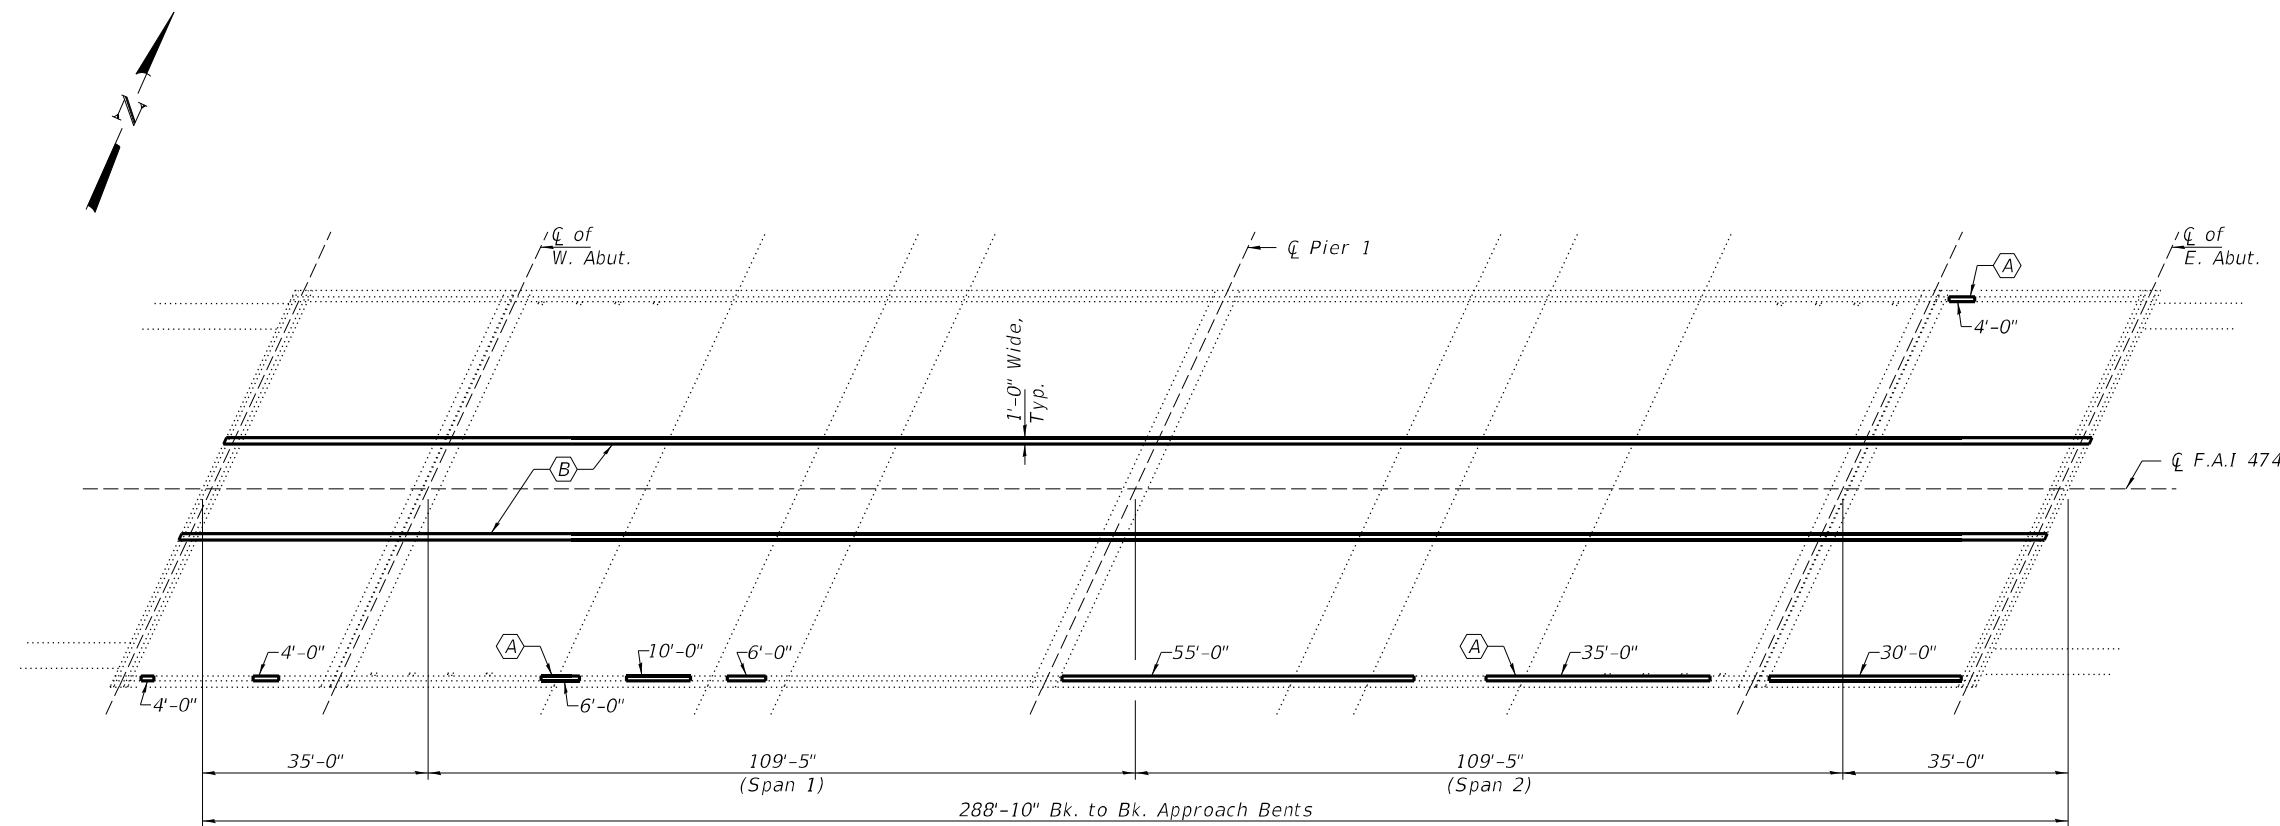 N
℄ of
W. Abut.
℄ Pier 1
℄ of
E. Abut.
A
4'-0"
1'-0" Wide,
Typ.
B
℄ F.A.I 474
4'-0"
A
10'-0"
6'-0"
55'-0"
A
35'-0"
30'-0"
4'-0"
6'-0"
35'-0"
109'-5"
(Span 1)
109'-5"
(Span 2)
35'-0"
288'-10" Bk. to Bk. Approach Bents